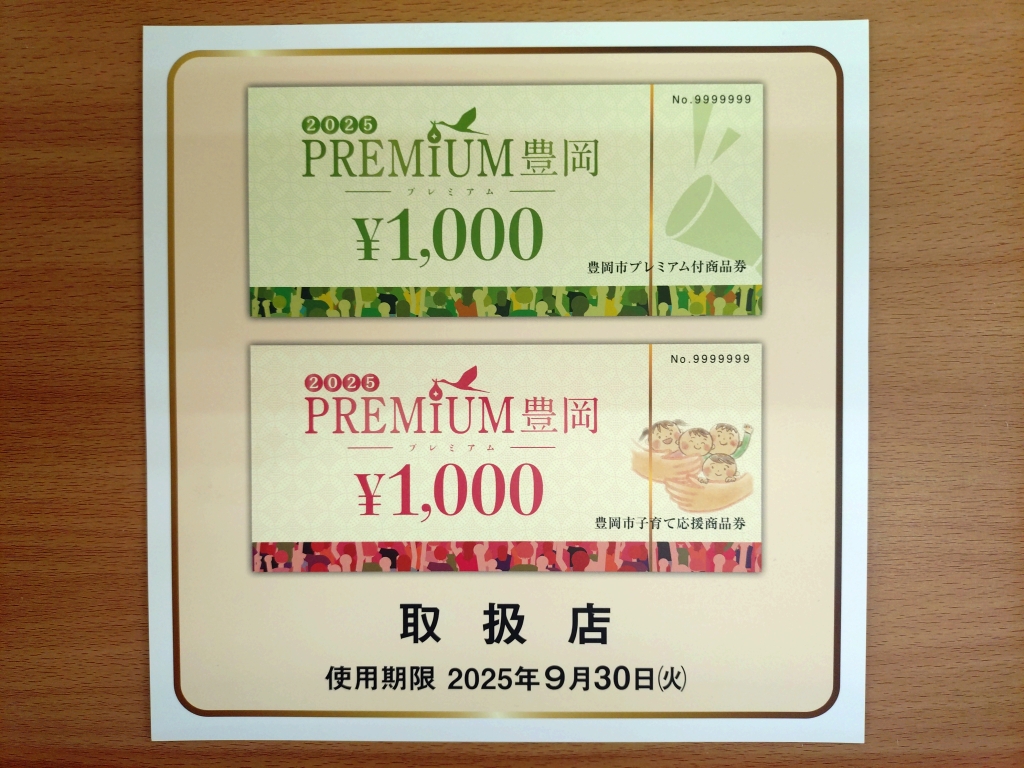 No.9999999
2025
PREMiUM豊岡
プレミアム
¥1,000
豊岡市プレミアム付商品券
No.9999999
2025
PREMiUM豊岡
プレミアム
¥1,000
豊岡市子育て応援商品券
取扱店
使用期限 2025年9月30日(火)